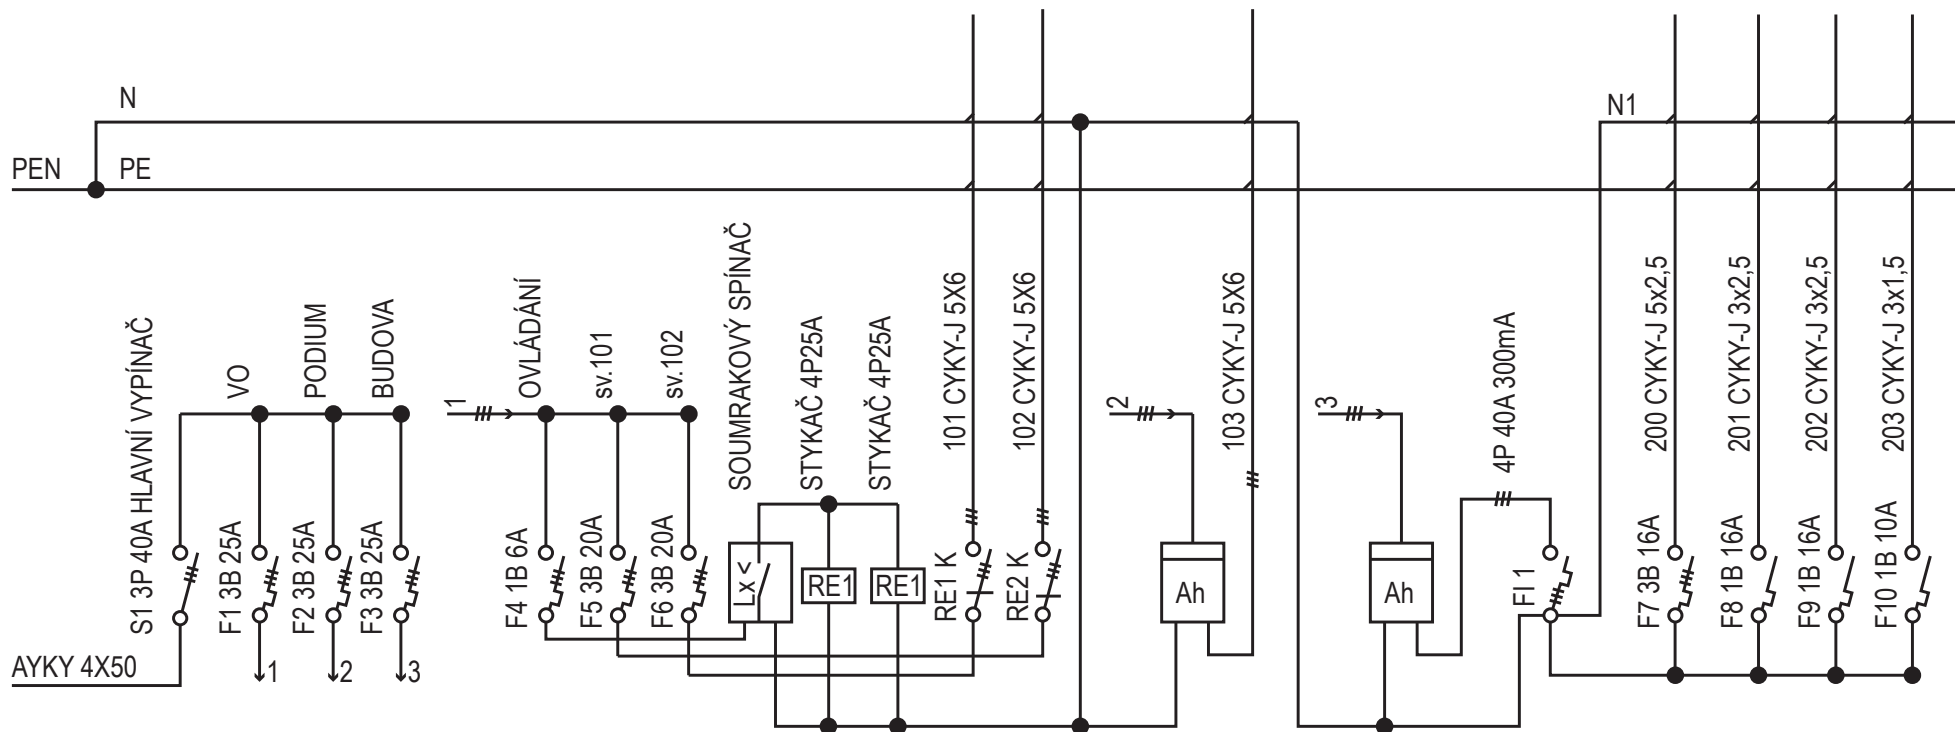 N
N1
PEN
PE
AYKY 4X50
S1 3P 40A HLAVNÍ VYPÍNAČ
VO
F1 3B 25A
1
PODIUM
F2 3B 25A
2
BUDOVA
F3 3B 25A
3
1
OVLÁDÁNÍ
F4 1B 6A
sv.101
F5 3B 20A
sv.102
F6 3B 20A
SOUMRAKOVÝ SPÍNAČ
Lx <
STYKAČ 4P25A
RE1
STYKAČ 4P25A
RE1
101 CYKY-J 5X6
RE1 K
102 CYKY-J 5X6
RE2 K
2
Ah
103 CYKY-J 5X6
3
Ah
4P 40A 300mA
FI 1
200 CYKY-J 5x2,5
F7 3B 16A
201 CYKY-J 3x2,5
F8 1B 16A
202 CYKY-J 3x2,5
F9 1B 16A
203 CYKY-J 3x1,5
F10 1B 10A